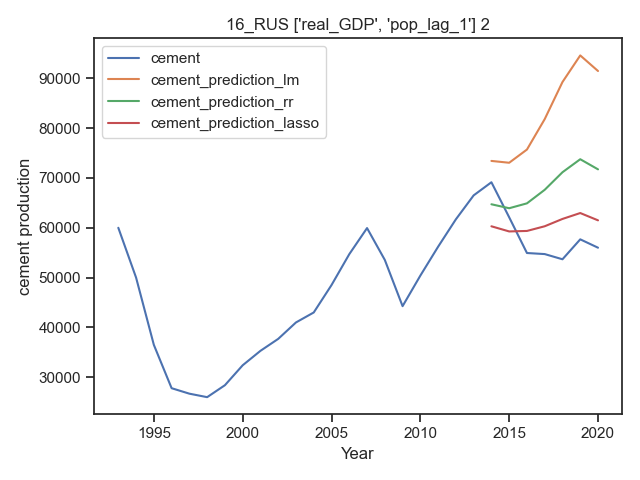 16_RUS ['real_GDP', 'pop_lag_1'] 2
cement
cement_prediction_lm
cement_prediction_rr
cement_prediction_lasso
cement production
90000
80000
70000
60000
50000
40000
30000
1995
2000
2005
2010
2015
2020
Year